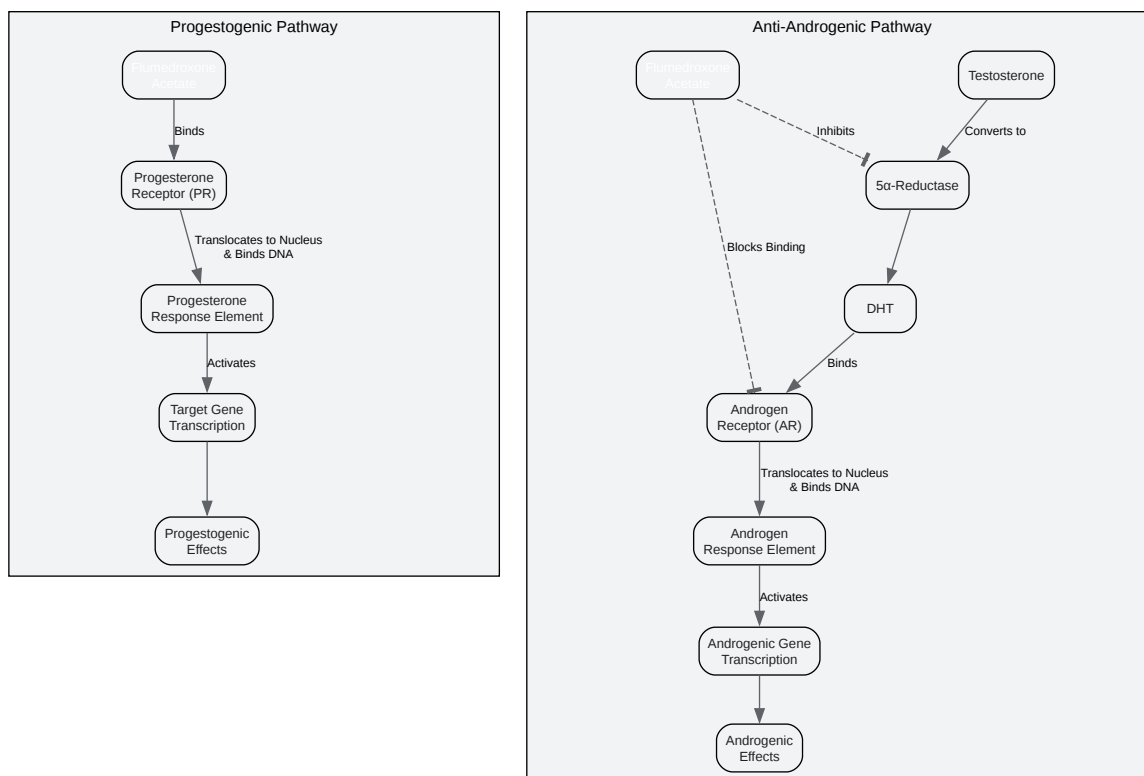 Progestogenic Pathway
Flumedroxone
Acetate
Binds
Progesterone
Receptor (PR)
Translocates to Nucleus
& Binds DNA
Progesterone
Response Element
Activates
Target Gene
Transcription
Progestogenic
Effects
Anti-Androgenic Pathway
Flumedroxone
Acetate
Testosterone
Inhibits
Converts to
5α-Reductase
Blocks Binding
DHT
Binds
Androgen
Receptor (AR)
Translocates to Nucleus
& Binds DNA
Androgen
Response Element
Activates
Androgenic Gene
Transcription
Androgenic
Effects